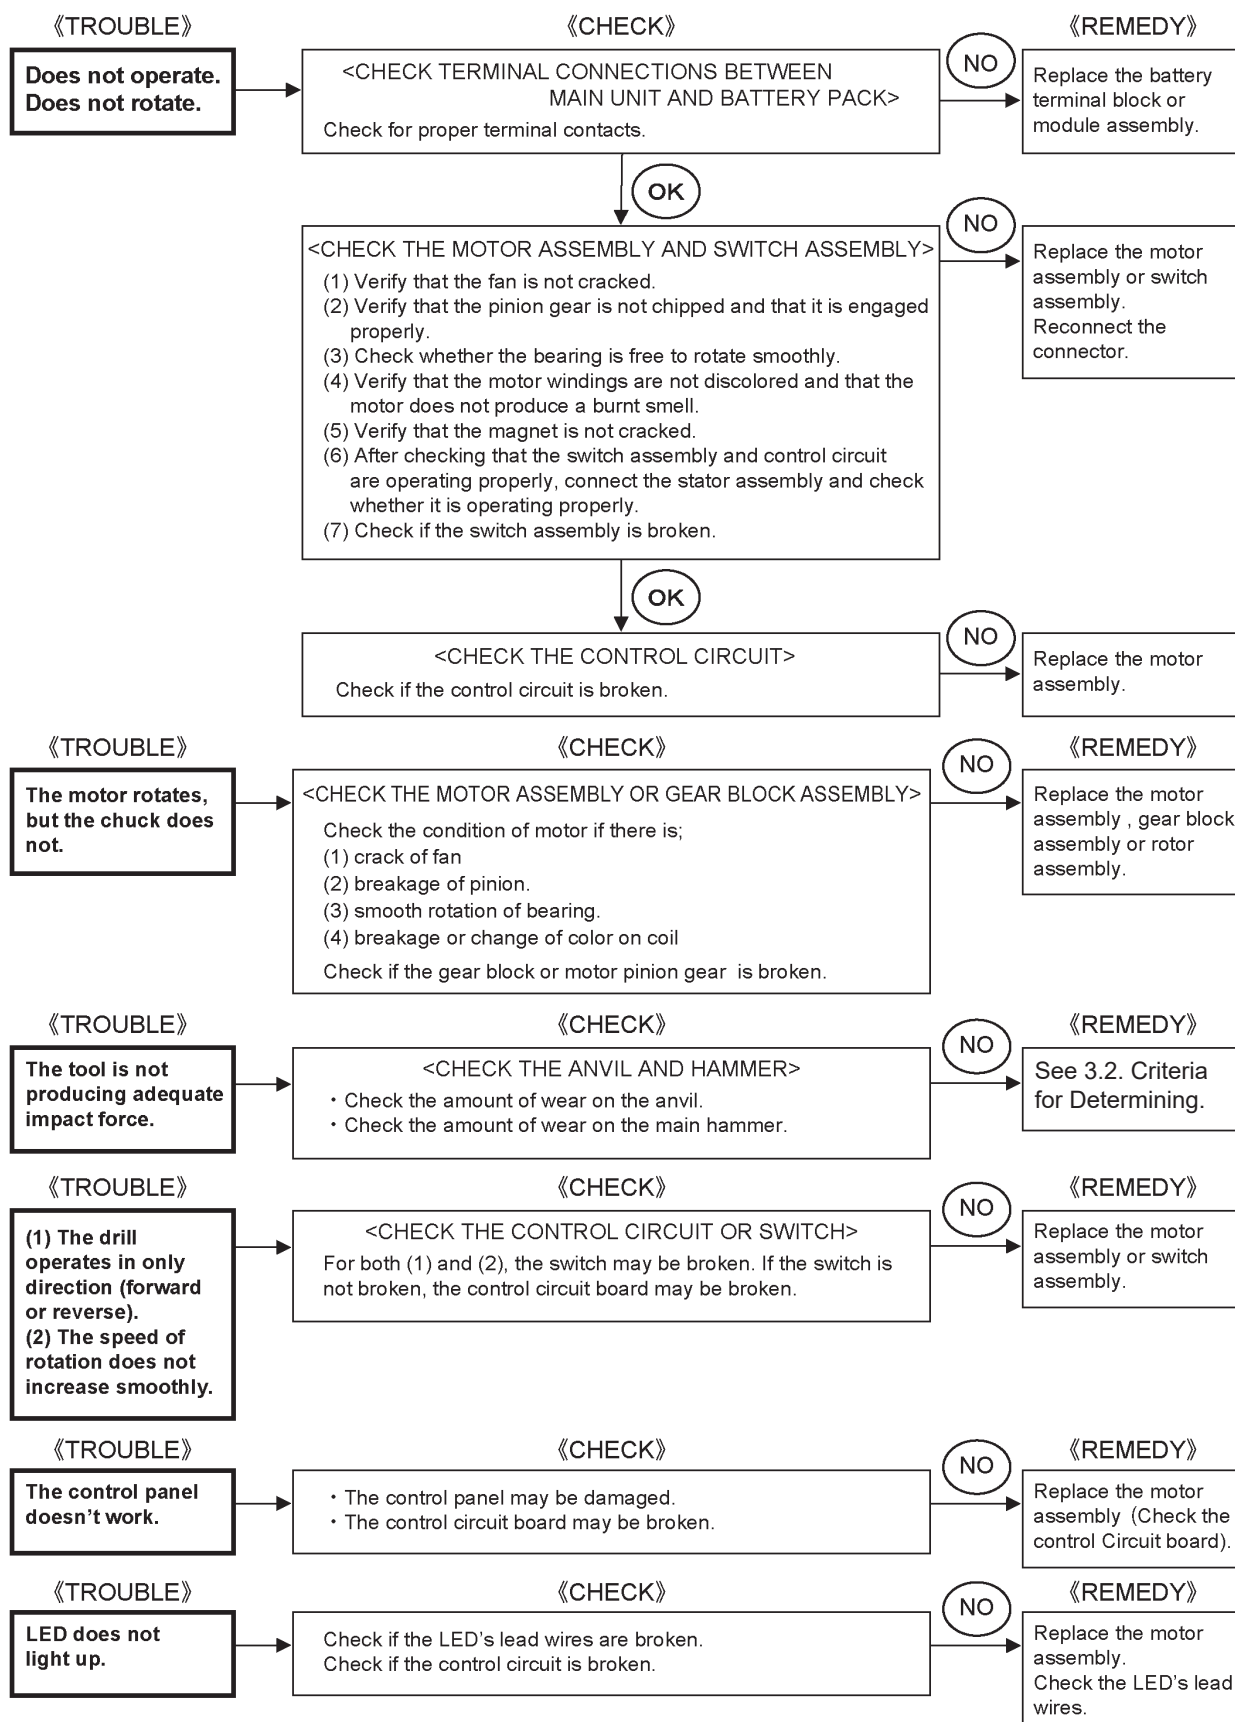 《TROUBLE》
《CHECK》
《REMEDY》
Does not operate.
Does not rotate.
<CHECK TERMINAL CONNECTIONS BETWEEN
MAIN UNIT AND BATTERY PACK>
Check for proper terminal contacts.
NO
Replace the battery
terminal block or
module assembly.
OK
<CHECK THE MOTOR ASSEMBLY AND SWITCH ASSEMBLY>
(1) Verify that the fan is not cracked.
(2) Verify that the pinion gear is not chipped and that it is engaged
properly.
(3) Check whether the bearing is free to rotate smoothly.
(4) Verify that the motor windings are not discolored and that the
motor does not produce a burnt smell.
(5) Verify that the magnet is not cracked.
(6) After checking that the switch assembly and control circuit
are operating properly, connect the stator assembly and check
whether it is operating properly.
(7) Check if the switch assembly is broken.
NO
Replace the motor
assembly or switch
assembly.
Reconnect the
connector.
OK
<CHECK THE CONTROL CIRCUIT>
Check if the control circuit is broken.
NO
Replace the motor
assembly.
《TROUBLE》
《CHECK》
《REMEDY》
The motor rotates,
but the chuck does
not.
<CHECK THE MOTOR ASSEMBLY OR GEAR BLOCK ASSEMBLY>
Check the condition of motor if there is;
(1) crack of fan
(2) breakage of pinion.
(3) smooth rotation of bearing.
(4) breakage or change of color on coil
Check if the gear block or motor pinion gear is broken.
NO
Replace the motor
assembly , gear block
assembly or rotor
assembly.
《TROUBLE》
《CHECK》
《REMEDY》
The tool is not
producing adequate
impact force.
<CHECK THE ANVIL AND HAMMER>
・Check the amount of wear on the anvil.
・Check the amount of wear on the main hammer.
NO
See 3.2. Criteria
for Determining.
《TROUBLE》
《CHECK》
《REMEDY》
(1) The drill
operates in only
direction (forward
or reverse).
(2) The speed of
rotation does not
increase smoothly.
<CHECK THE CONTROL CIRCUIT OR SWITCH>
For both (1) and (2), the switch may be broken. If the switch is
not broken, the control circuit board may be broken.
NO
Replace the motor
assembly or switch
assembly.
《TROUBLE》
《CHECK》
《REMEDY》
The control panel
doesn't work.
・The control panel may be damaged.
・The control circuit board may be broken.
NO
Replace the motor
assembly (Check the
control Circuit board).
《TROUBLE》
《CHECK》
《REMEDY》
LED does not
light up.
Check if the LED's lead wires are broken.
Check if the control circuit is broken.
NO
Replace the motor
assembly.
Check the LED's lead
wires.